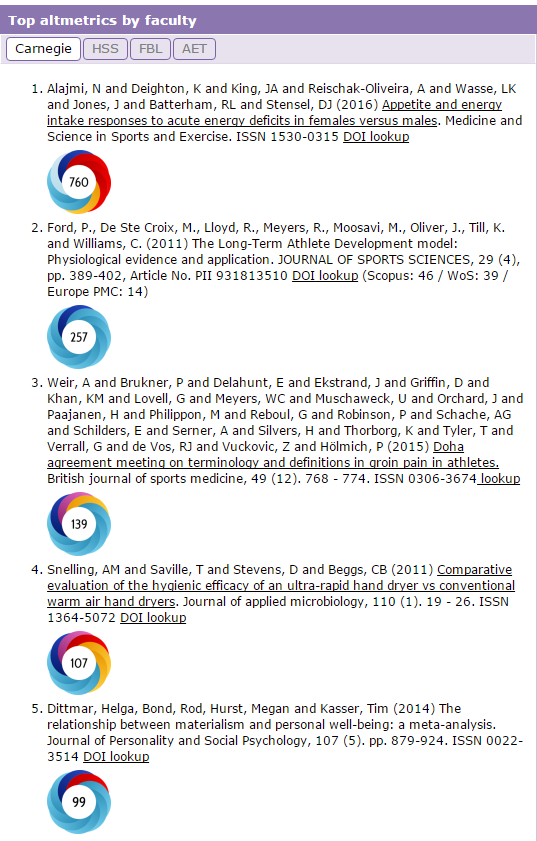 Top altmetrics by faculty
Carnegie HSS FBL AET
1. Alajmi, N and Deighton, K and King, JA and Reischak-Oliveira, A and Wasse, LK
and Jones, J and Batterham, RL and Stensel, DJ (2016) Appetite and energy
intake responses to acute energy deficits in females versus males. Medicine and
Science in Sports and Exercise. ISSN 1530-0315 DOI lookup
760
2. Ford, P., De Ste Croix, M., Lloyd, R., Meyers, R., Moosavi, M., Oliver, J., Till, K.
and Williams, C. (2011) The Long-Term Athlete Development model:
Physiological evidence and application. JOURNAL OF SPORTS SCIENCES, 29 (4),
pp. 389-402, Article No. PII 931813510 DOI lookup (Scopus: 46 / WoS: 39 /
Europe PMC: 14)
257
3. Weir, A and Brukner, P and Delahunt, E and Ekstrand, J and Griffin, D and
Khan, KM and Lovell, G and Meyers, WC and Muschaweck, U and Orchard, J and
Paajanen, H and Philippon, M and Reboul, G and Robinson, P and Schache, AG
and Schilders, E and Serner, A and Silvers, H and Thorborg, K and Tyler, T and
Verrall, G and de Vos, RJ and Vuckovic, Z and Hölmich, P (2015) Doha
agreement meeting on terminology and definitions in groin pain in athletes.
British journal of sports medicine, 49 (12). 768 - 774. ISSN 0306-3674 lookup
139
4. Snelling, AM and Saville, T and Stevens, D and Beggs, CB (2011) Comparative
evaluation of the hygienic efficacy of an ultra-rapid hand dryer vs conventional
warm air hand dryers. Journal of applied microbiology, 110 (1). 19 - 26. ISSN
1364-5072 DOI lookup
107
5. Dittmar, Helga, Bond, Rod, Hurst, Megan and Kasser, Tim (2014) The
relationship between materialism and personal well-being: a meta-analysis.
Journal of Personality and Social Psychology, 107 (5). pp. 879-924. ISSN 0022-
3514 DOI lookup
99